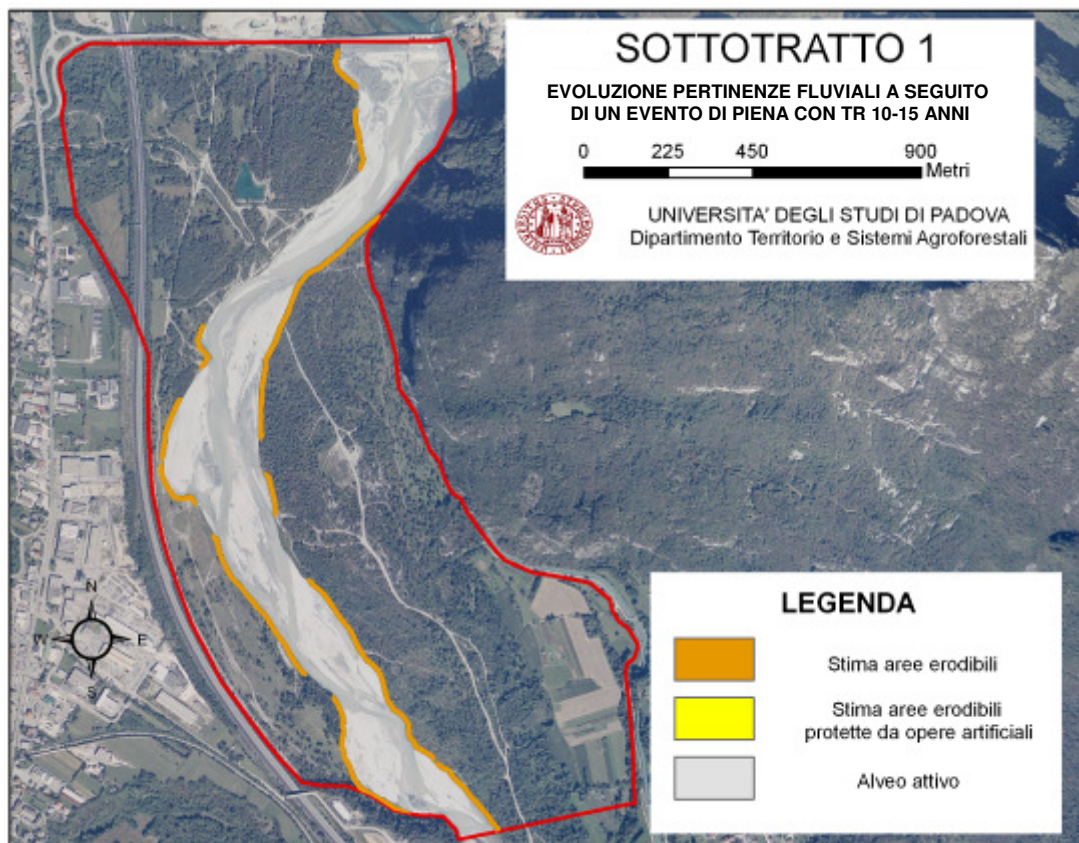 SOTTOTRATTO 1
EVOLUZIONE PERTINENZE FLUVIALI A SEGUITO
DI UN EVENTO DI PIENA CON TR 10-15 ANNI
0 225 450 900
Metri
UNIVERSITA' DEGLI STUDI DI PADOVA
Dipartimento Territorio e Sistemi Agroforestali
N
W E
S
LEGENDA
Stima aree erodibili
Stima aree erodibili
protette da opere artificiali
Alveo attivo